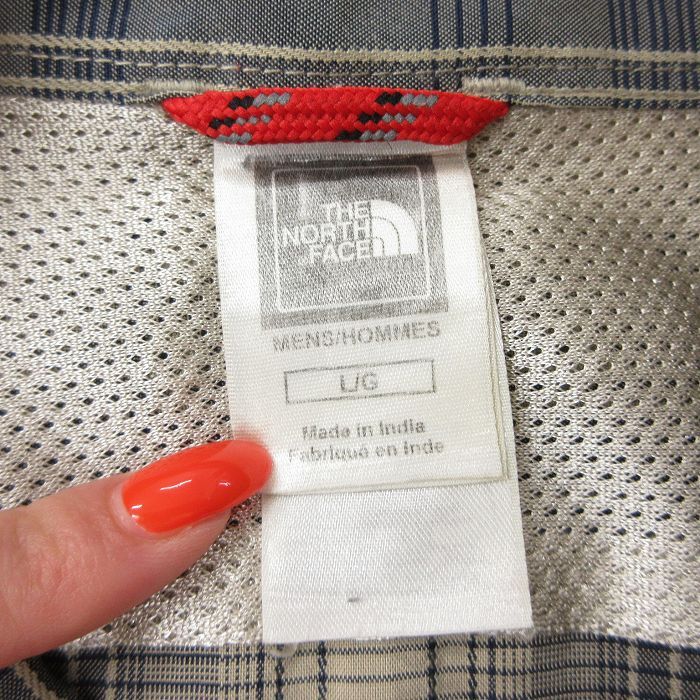 THE
NORTH
FACE
MENS/HOMMES
L/G
Made in India
Fabriqué en Inde